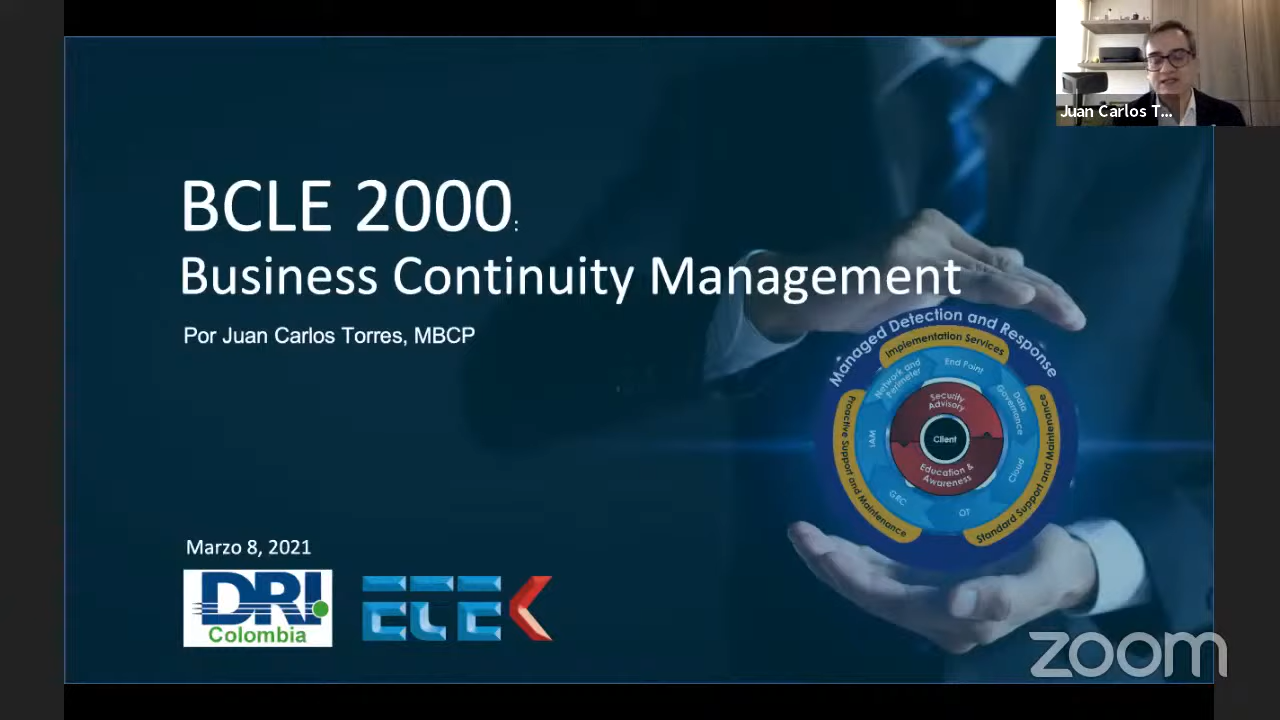 Juan Carlos T...
BCLE 2000:
Business Continuity Management
Por Juan Carlos Torres, MBCP
Managed Detection and Response
Implementation Services
Network and
Perimeter
End Point
Data
Governance
Security
Advisory
Proactive Support and Maintenance
IAM
Client
Standard Support and Maintenance
Education &
Awareness
Cloud
GRC
OT
Marzo 8, 2021
DRI
Colombia
ETEK
zoom